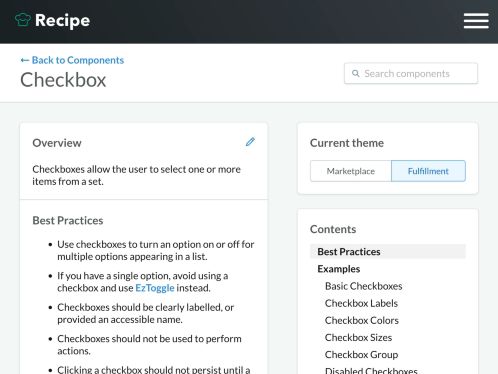 Recipe
← Back to Components
Checkbox
Search components
Overview
Checkboxes allow the user to select one or more
items from a set.
Best Practices
• Use checkboxes to turn an option on or off for
multiple options appearing in a list.
• If you have a single option, avoid using a
checkbox and use EzToggle instead.
• Checkboxes should be clearly labelled, or
provided an accessible name.
• Checkboxes should not be used to perform
actions.
• Clicking a checkbox should not persist until a
Current theme
Marketplace
Fulfillment
Contents
Best Practices
Examples
Basic Checkboxes
Checkbox Labels
Checkbox Colors
Checkbox Sizes
Checkbox Group
Disabled Checkboxes